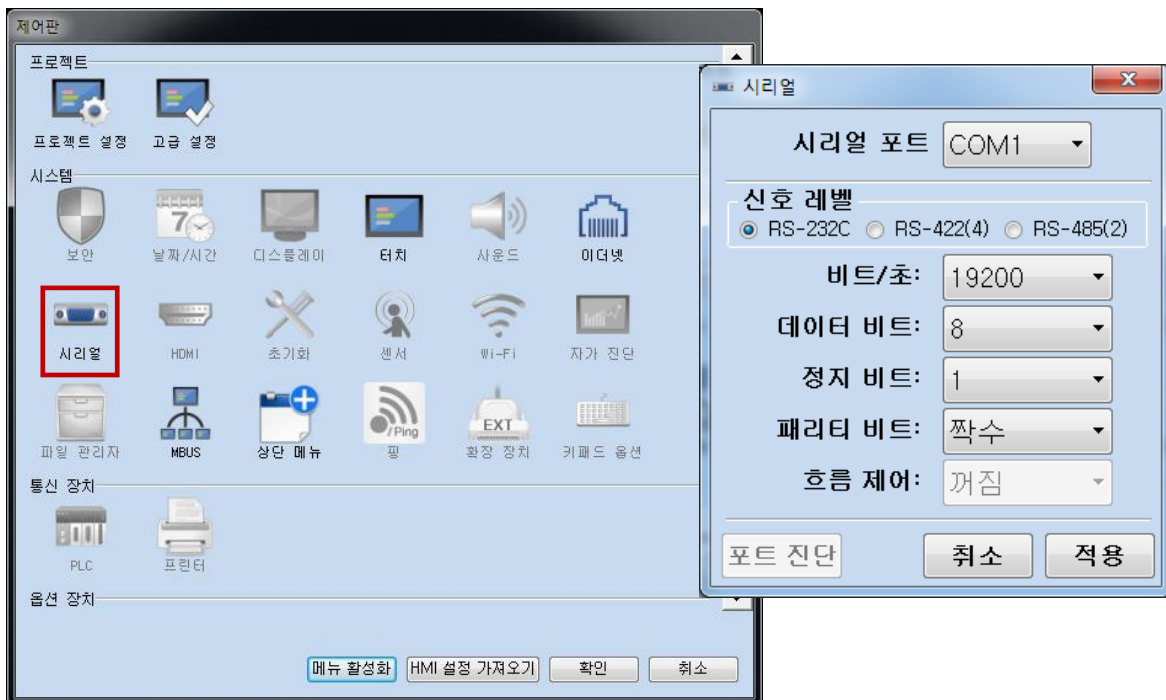 제어판
프로젝트
프로젝트 설정
고급 설정
시스템
7
보안
날짜/시간
디스플레이
터치
사운드
이더넷
시리얼
HDMI
초기화
센서
Wi-Fi
자가 진단
/Ping
EXT
파일 관리자
MBUS
상단 메뉴
핑
확장 장치
키패드 옵션
통신 장치
PLC
프린터
옵션 장치
메뉴 활성화
HMI 설정 가져오기
확인
취소
시리얼
시리얼 포트 COM1
신호 레벨
RS-232C RS-422(4) RS-485(2)
비트/초: 19200
데이터 비트: 8
정지 비트: 1
패리티 비트: 짝수
흐름 제어: 꺼짐
포트 진단 취소 적용